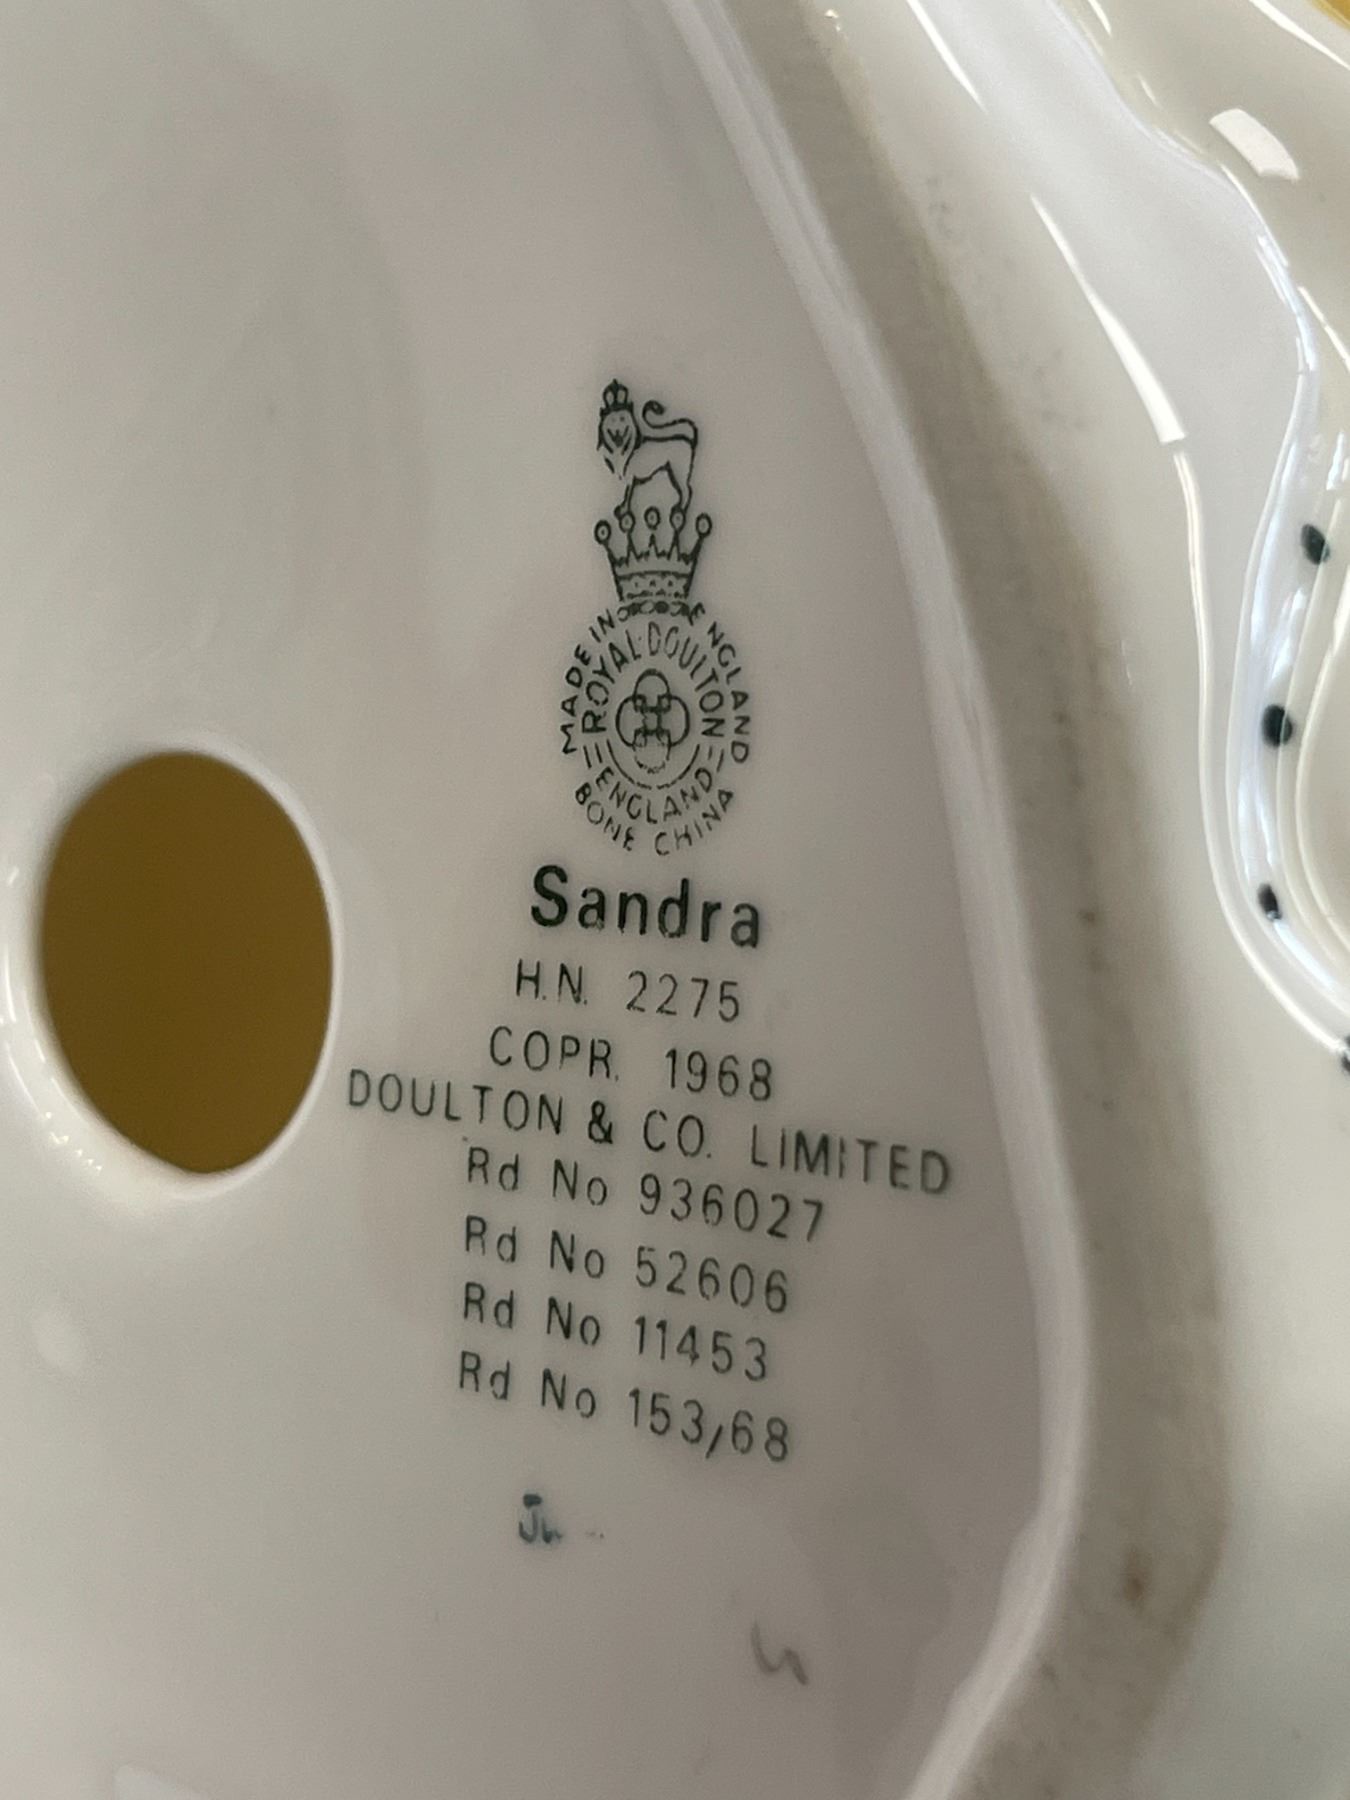 MADE IN ENGLAND
ROYAL·DOULTON
ENGLAND
BONE CHINA
Sandra
H.N. 2275
COPR. 1968
DOULTON & CO. LIMITED
Rd No 936027
Rd No 52606
Rd No 11453
Rd No 153/68